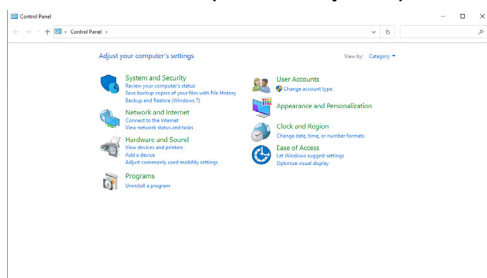 Control Panel
Control Panel
Adjust your computer's settings
View by: Category
System and Security
Review your computer's status
Save backup copies of your files with File History
Backup and Restore (Windows 7)
Network and Internet
Connect to the Internet
View network status and tasks
Hardware and Sound
View devices and printers
Add a device
Adjust commonly used mobility settings
Programs
Uninstall a program
User Accounts
Change account type
Appearance and Personalization
Clock and Region
Change date, time, or number formats
Ease of Access
Let Windows suggest settings
Optimize visual display